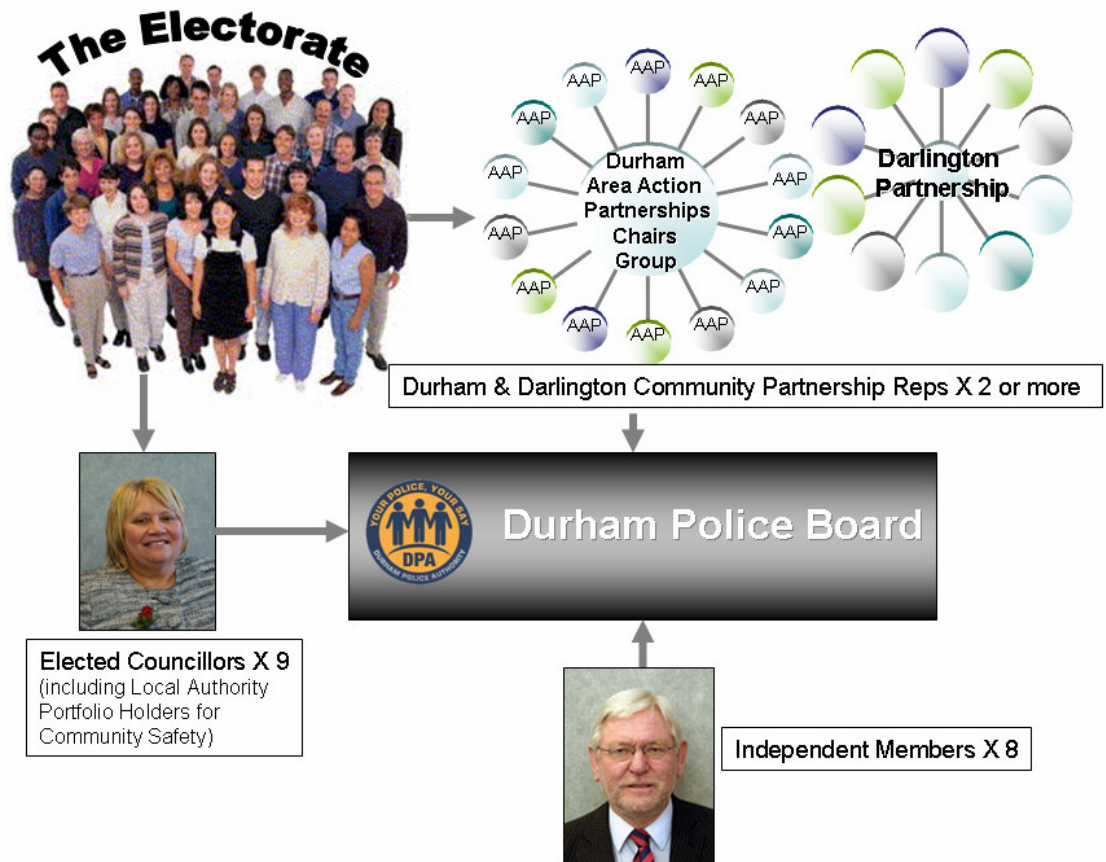 The Electorate
AAP
AAP
AAP
AAP
AAP
AAP
AAP
AAP
AAP
AAP
AAP
AAP
AAP
AAP
Durham
Area Action
Partnerships
Chairs
Group
Darlington
Partnership
Durham & Darlington Community Partnership Reps X 2 or more
YOUR POLICE, YOUR SAY
DPA
DURHAM POLICE AUTHORITY
Durham Police Board
Elected Councillors X 9
(including Local Authority
Portfolio Holders for
Community Safety)
Independent Members X 8